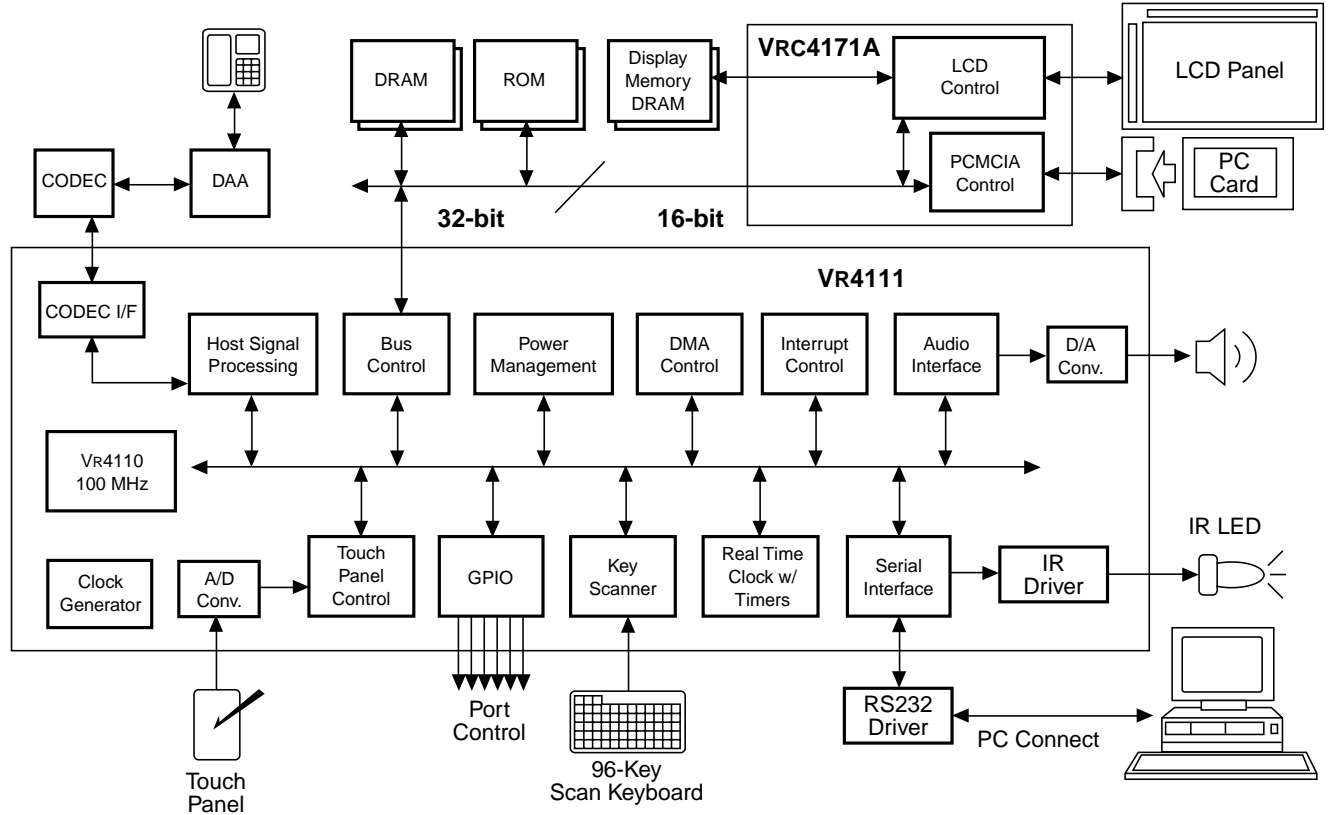 VRC4171A
DRAM
ROM
Display
Memory
DRAM
LCD
Control
LCD Panel
CODEC
DAA
PCMCIA
Control
PC
Card
32-bit
16-bit
VR4111
CODEC I/F
Host Signal
Processing
Bus
Control
Power
Management
DMA
Control
Interrupt
Control
Audio
Interface
D/A
Conv.
VR4110
100 MHz
Clock
Generator
A/D
Conv.
Touch
Panel
Control
GPIO
Key
Scanner
Real Time
Clock w/
Timers
Serial
Interface
IR
Driver
IR LED
Touch
Panel
Port
Control
96-Key
Scan Keyboard
RS232
Driver
PC Connect